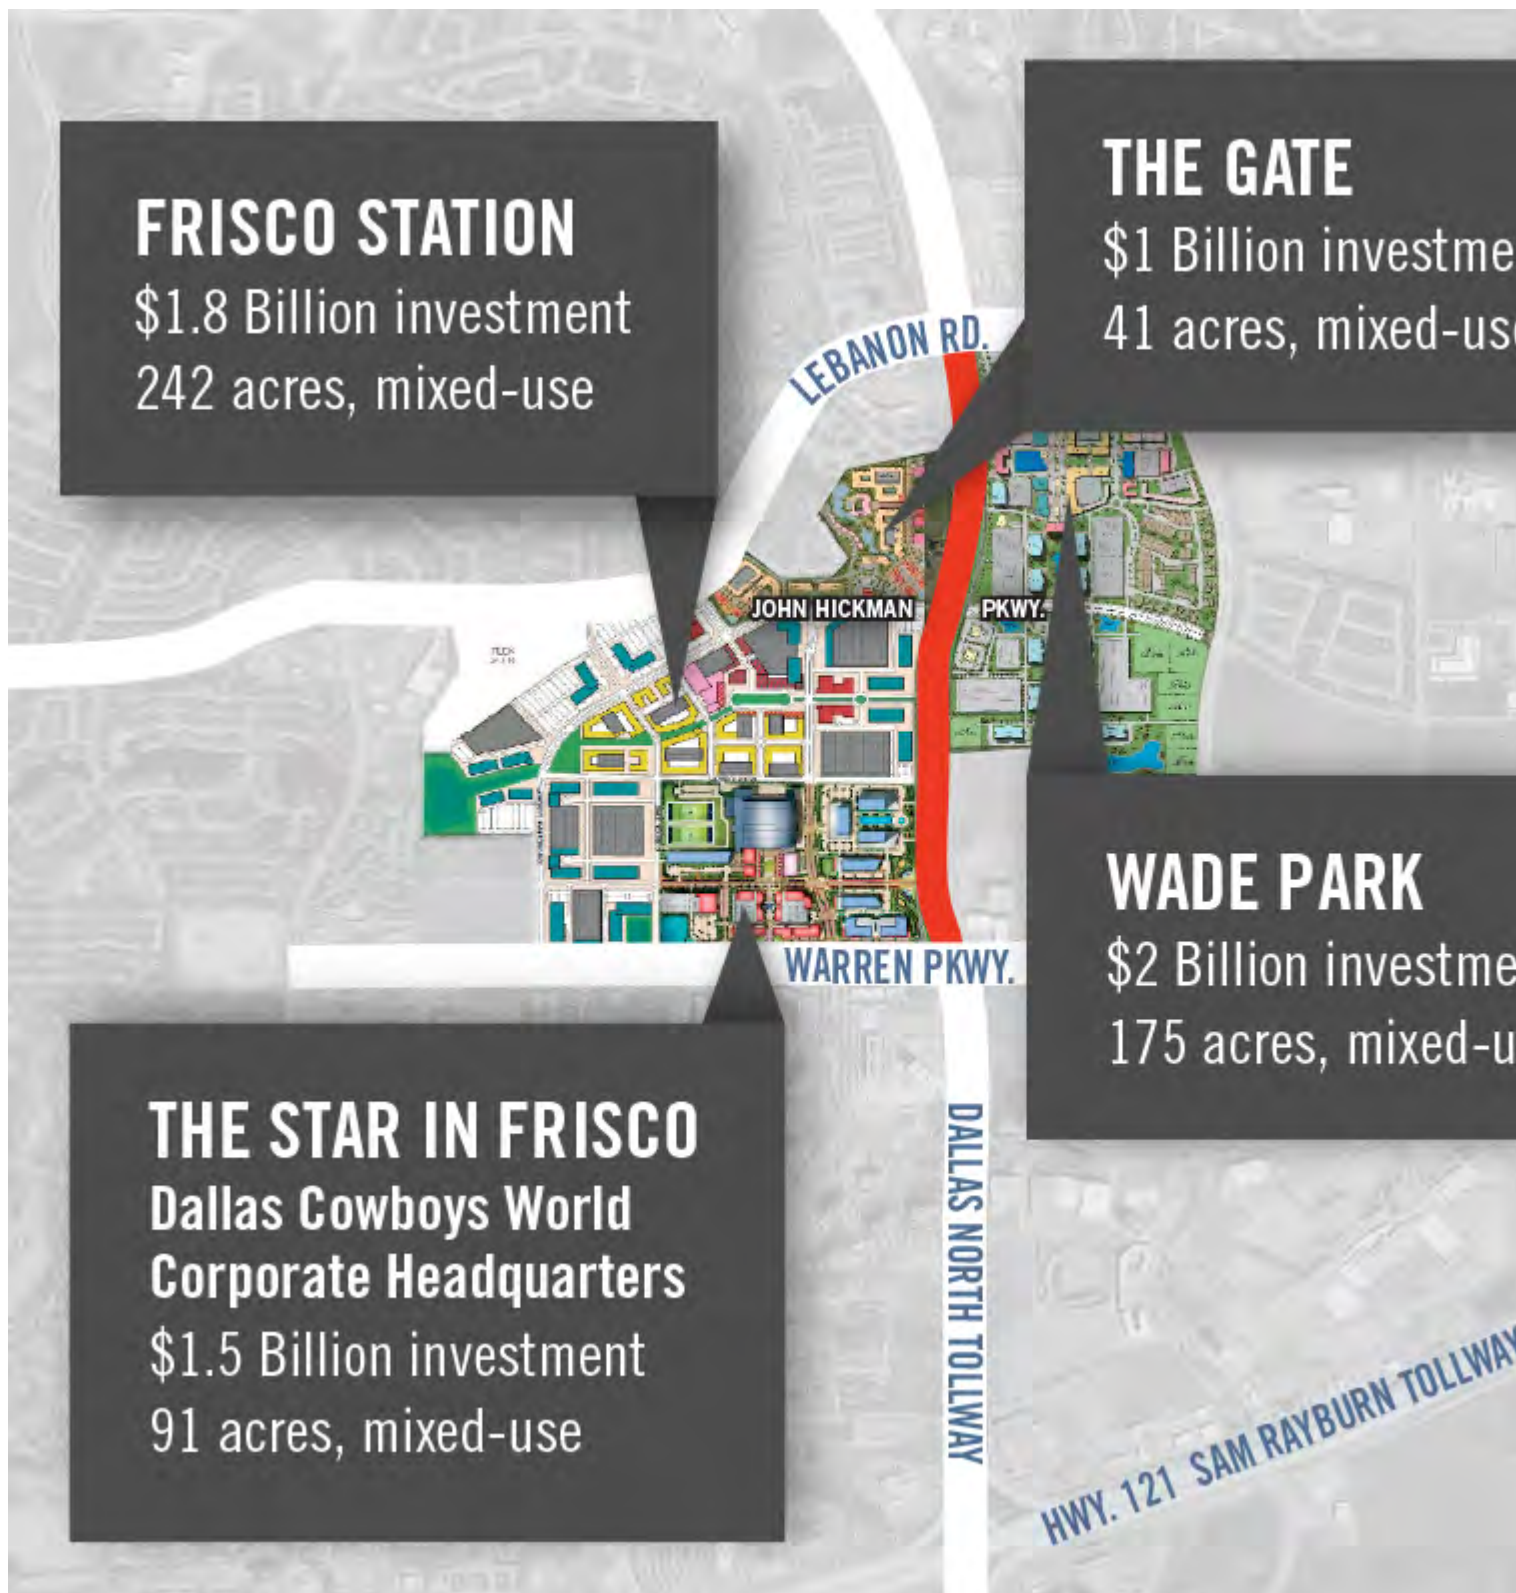 FRISCO STATION
$1.8 Billion investment
242 acres, mixed-use
THE GATE
$1 Billion investme
41 acres, mixed-us
LEBANON RD.
JOHN HICKMAN PKWY.
WADE PARK
$2 Billion investme
175 acres, mixed-u
WARREN PKWY.
THE STAR IN FRISCO
Dallas Cowboys World
Corporate Headquarters
$1.5 Billion investment
91 acres, mixed-use
DALLAS NORTH TOLLWAY
HWY. 121 SAM RAYBURN TOLLWAY